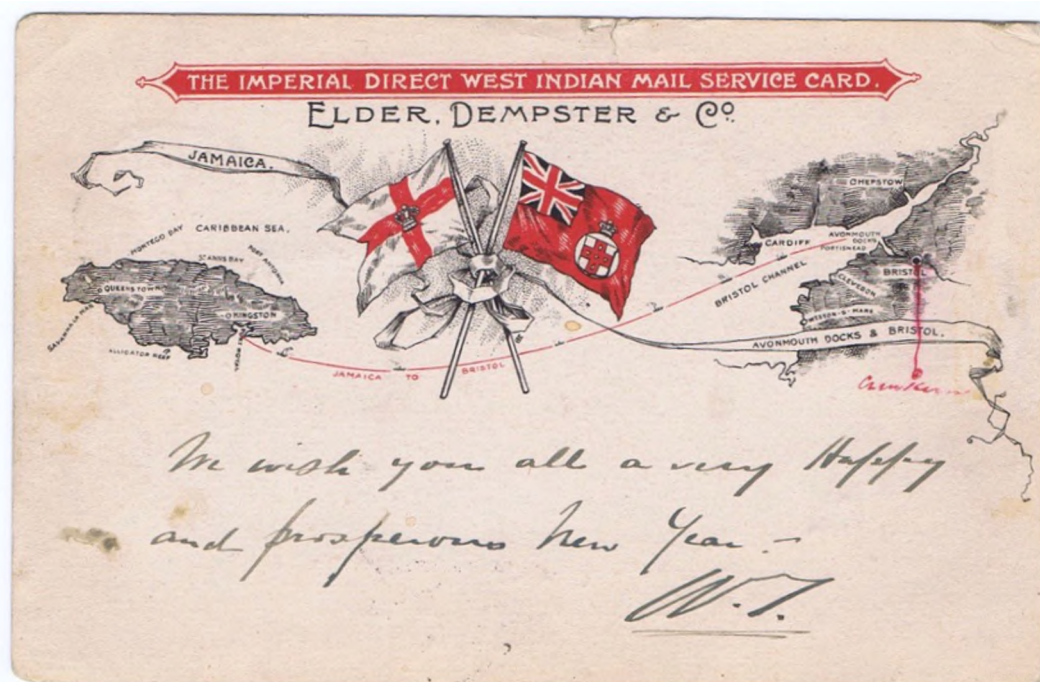 THE IMPERIAL DIRECT WEST INDIAN MAIL SERVICE CARD.
ELDER, DEMPSTER & Co.
JAMAICA.
CHEPSTOW
MONTEGO BAY CARIBBEAN SEA.
CARDIFF
AVONMOUTH
DOCKS
PORTISHEAD
ST ANNS BAY
PORT ANTONIO
BRISTOL CHANNEL
BRISTOL
CLEVEDON
QUEENSTOWN
KINGSTON
WESTON-S-MARE
SAVANNA MAR
ALLIGATOR REEF
AVONMOUTH DOCKS & BRISTOL.
JAMAICA TO BRISTOL
Crewkerne
We wish you all a very Happy
and prosperous New Year. -
W.T.